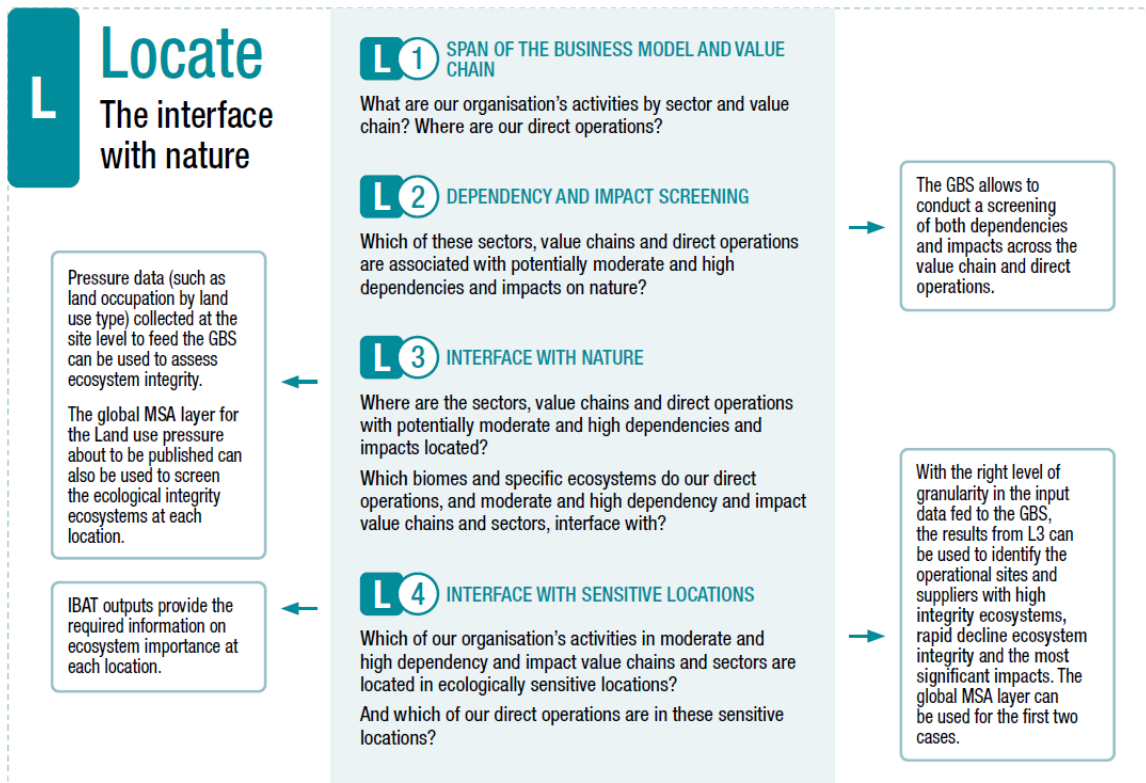 L
Locate
The interface
with nature
L 1 SPAN OF THE BUSINESS MODEL AND VALUE
CHAIN
What are our organisation's activities by sector and value
chain? Where are our direct operations?
L 2 DEPENDENCY AND IMPACT SCREENING
Which of these sectors, value chains and direct operations
are associated with potentially moderate and high
dependencies and impacts on nature?
The GBS allows to
conduct a screening
of both dependencies
and impacts across the
value chain and direct
operations.
L 3 INTERFACE WITH NATURE
Where are the sectors, value chains and direct operations
with potentially moderate and high dependencies and
impacts located?
Which biomes and specific ecosystems do our direct
operations, and moderate and high dependency and impact
value chains and sectors, interface with?
Pressure data (such as
land occupation by land
use type) collected at the
site level to feed the GBS
can be used to assess
ecosystem integrity.
The global MSA layer for
the Land use pressure
about to be published can
also be used to screen
the ecological integrity
ecosystems at each
location.
L 4 INTERFACE WITH SENSITIVE LOCATIONS
Which of our organisation's activities in moderate and
high dependency and impact value chains and sectors are
located in ecologically sensitive locations?
And which of our direct operations are in these sensitive
locations?
IBAT outputs provide the
required information on
ecosystem importance at
each location.
With the right level of
granularity in the input
data fed to the GBS,
the results from L3 can
be used to identify the
operational sites and
suppliers with high
integrity ecosystems,
rapid decline ecosystem
integrity and the most
significant impacts. The
global MSA layer can
be used for the first two
cases.